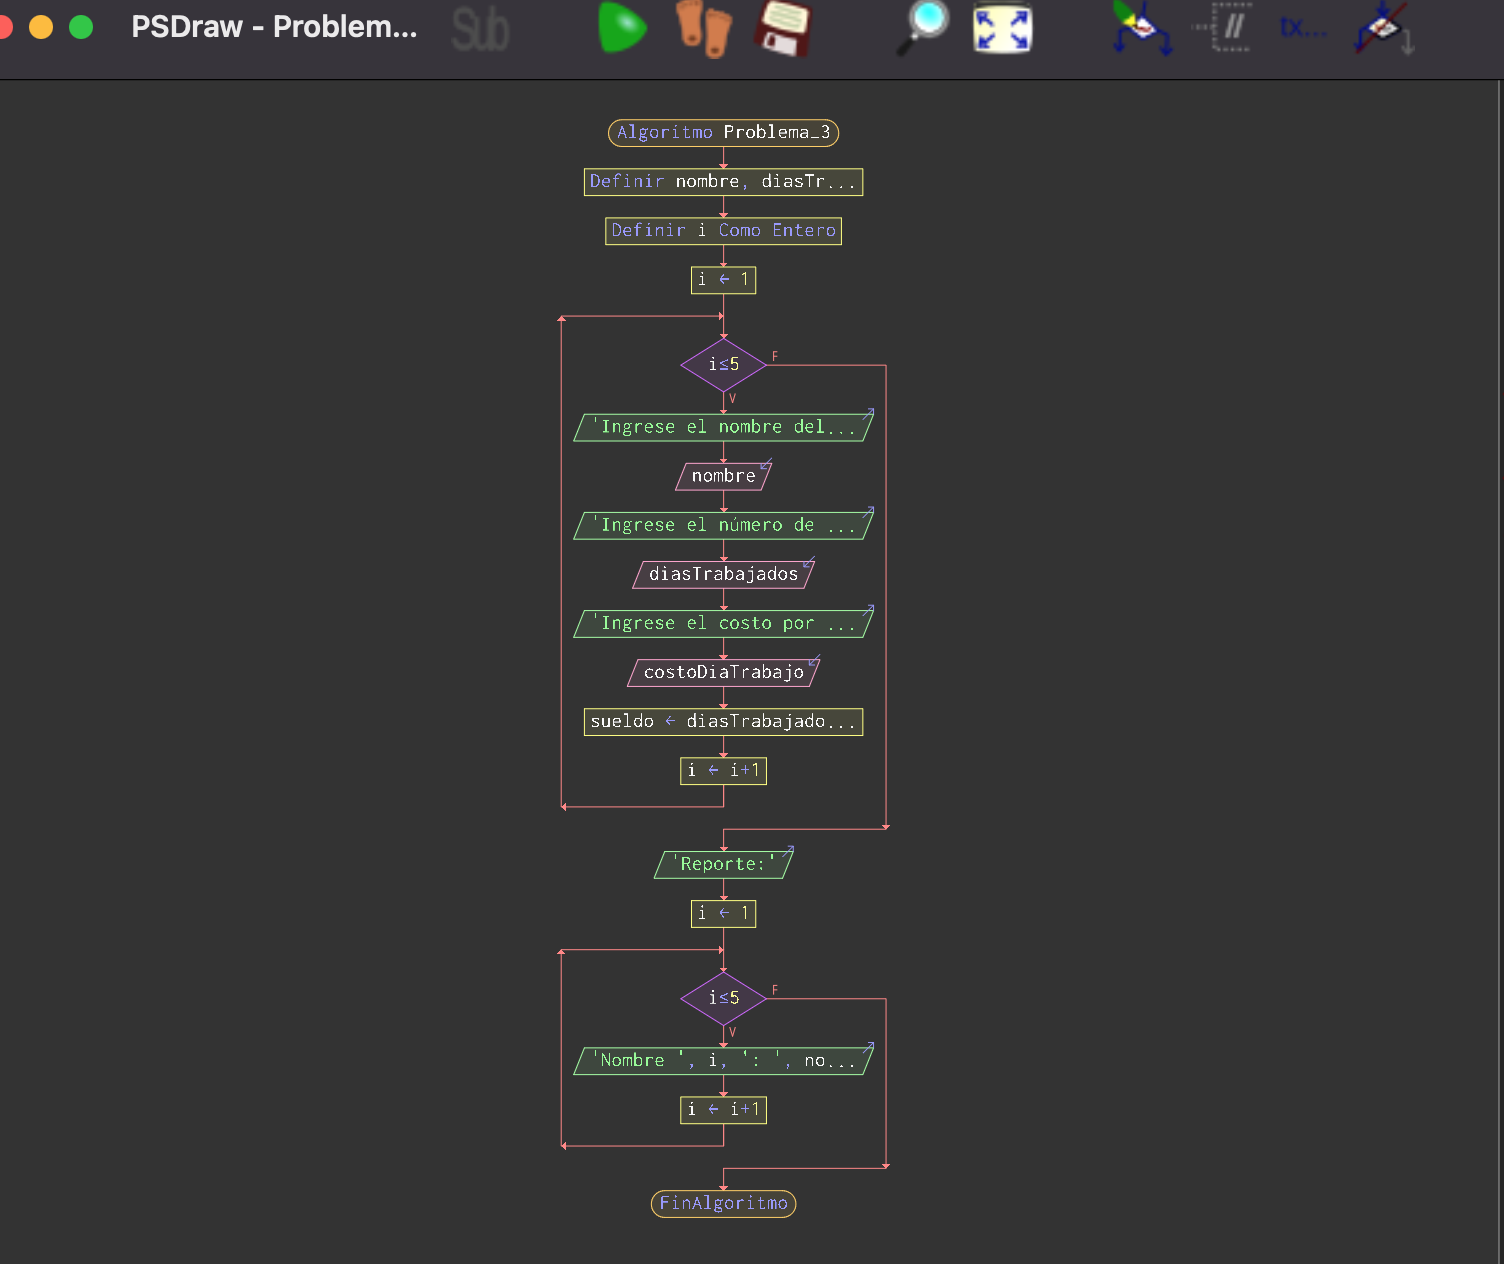 PSDraw - Problem...
Sub
//
tx...
Algoritmo Problema_3
Definir nombre, diasTr...
Definir i Como Entero
i ← 1
i≤5
F
V
'Ingrese el nombre del...
nombre
'Ingrese el número de ...
diasTrabajados
'Ingrese el costo por ...
costoDiaTrabajo
sueldo ← diasTrabajado...
i ← i+1
'Reporte:'
i ← 1
i≤5
F
V
'Nombre ', i, ': ', no...
i ← i+1
FinAlgoritmo